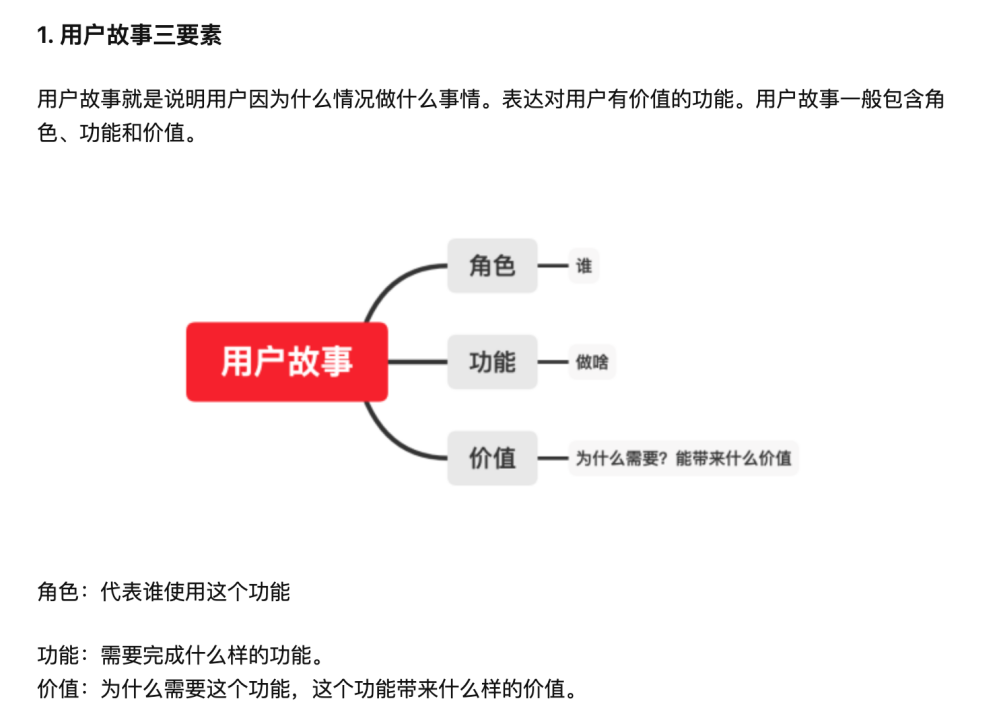 1. 用户故事三要素
用户故事就是说明用户因为什么情况做什么事情。表达对用户有价值的功能。用户故事一般包含角
色、功能和价值。
角色
谁
用户故事
功能
做啥
价值
为什么需要？能带来什么价值
角色：代表谁使用这个功能
功能：需要完成什么样的功能。
价值：为什么需要这个功能，这个功能带来什么样的价值。